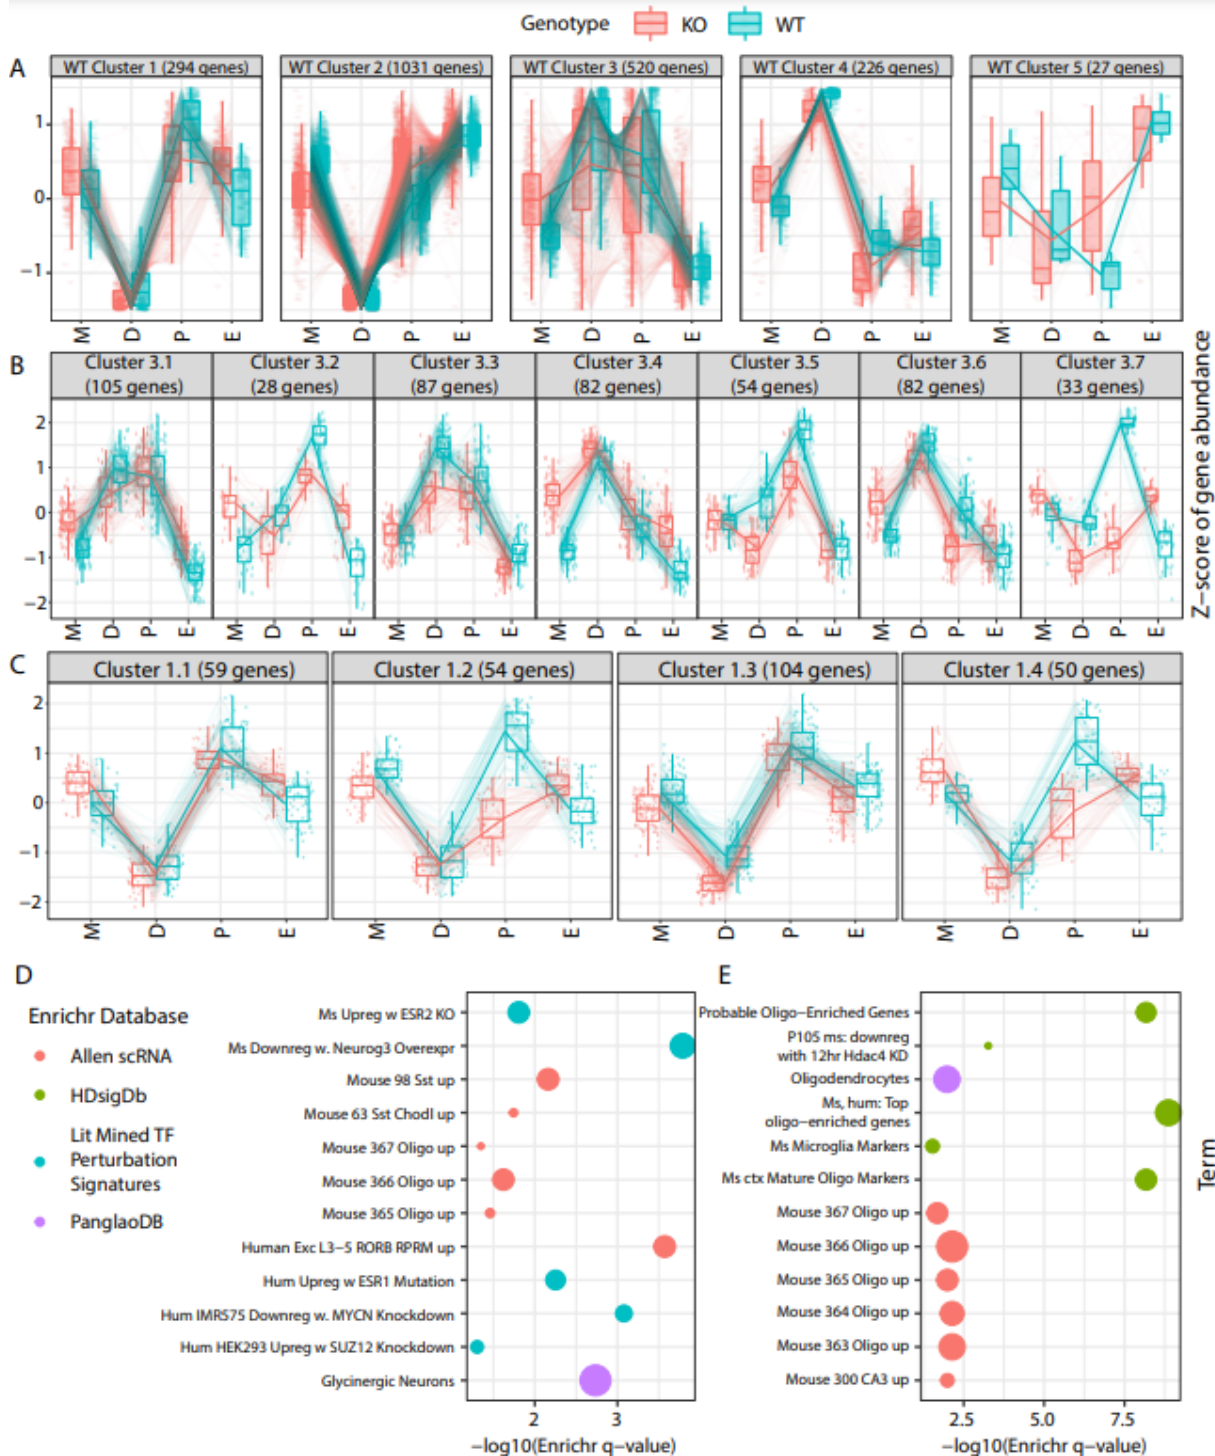 Genotype KO WT
A
WT Cluster 1 (294 genes) WT Cluster 2 (1031 genes) WT Cluster 3 (520 genes) WT Cluster 4 (226 genes) WT Cluster 5 (27 genes)
1
0
−1
M D P E M D P E M D P E M D P E M D P E
B
Cluster 3.1 Cluster 3.2 Cluster 3.3 Cluster 3.4 Cluster 3.5 Cluster 3.6 Cluster 3.7
(105 genes) (28 genes) (87 genes) (82 genes) (54 genes) (82 genes) (33 genes)
2
1
0
−1
−2
M D P E M D P E M D P E M D P E M D P E M D P E M D P E
Z−score of gene abundance
C
Cluster 1.1 (59 genes) Cluster 1.2 (54 genes) Cluster 1.3 (104 genes) Cluster 1.4 (50 genes)
2
1
0
−1
−2
M D P E M D P E M D P E M D P E
D
Enrichr Database
Allen scRNA
HDsigDb
Lit Mined TF
Perturbation
Signatures
PanglaoDB
Ms Upreg w ESR2 KO
Ms Downreg w. Neurog3 Overexpr
Mouse 98 Sst up
Mouse 63 Sst Chodl up
Mouse 367 Oligo up
Mouse 366 Oligo up
Mouse 365 Oligo up
Human Exc L3−5 RORB RPRM up
Hum Upreg w ESR1 Mutation
Hum IMR575 Downreg w. MYCN Knockdown
Hum HEK293 Upreg w SUZ12 Knockdown
Glycinergic Neurons
2 3
−log10(Enrichr q−value)
E
Probable Oligo−Enriched Genes
P105 ms: downreg
with 12hr Hdac4 KD
Oligodendrocytes
Ms, hum: Top
oligo−enriched genes
Ms Microglia Markers
Ms ctx Mature Oligo Markers
Mouse 367 Oligo up
Mouse 366 Oligo up
Mouse 365 Oligo up
Mouse 364 Oligo up
Mouse 363 Oligo up
Mouse 300 CA3 up
2.5 5.0 7.5
−log10(Enrichr q−value)
Term